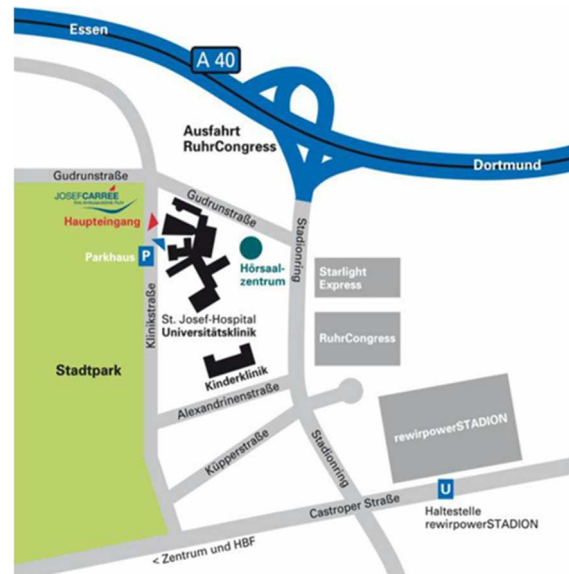 Essen
A 40
Ausfahrt
RuhrCongress
Dortmund
Gudrunstraße
JOSEFCARRÉE
Haupteingang
Gudrunstraße
Stadionring
Parkhaus
P
Hörsaal-
zentrum
Starlight
Express
Klinikstraße
St. Josef-Hospital
Universitätsklinik
RuhrCongress
Stadtpark
Kinderklinik
Alexandrinenstraße
Küpperstraße
Stadionring
rewirpowerSTADION
U
Castroper Straße
Haltestelle
rewirpowerSTADION
< Zentrum und HBF